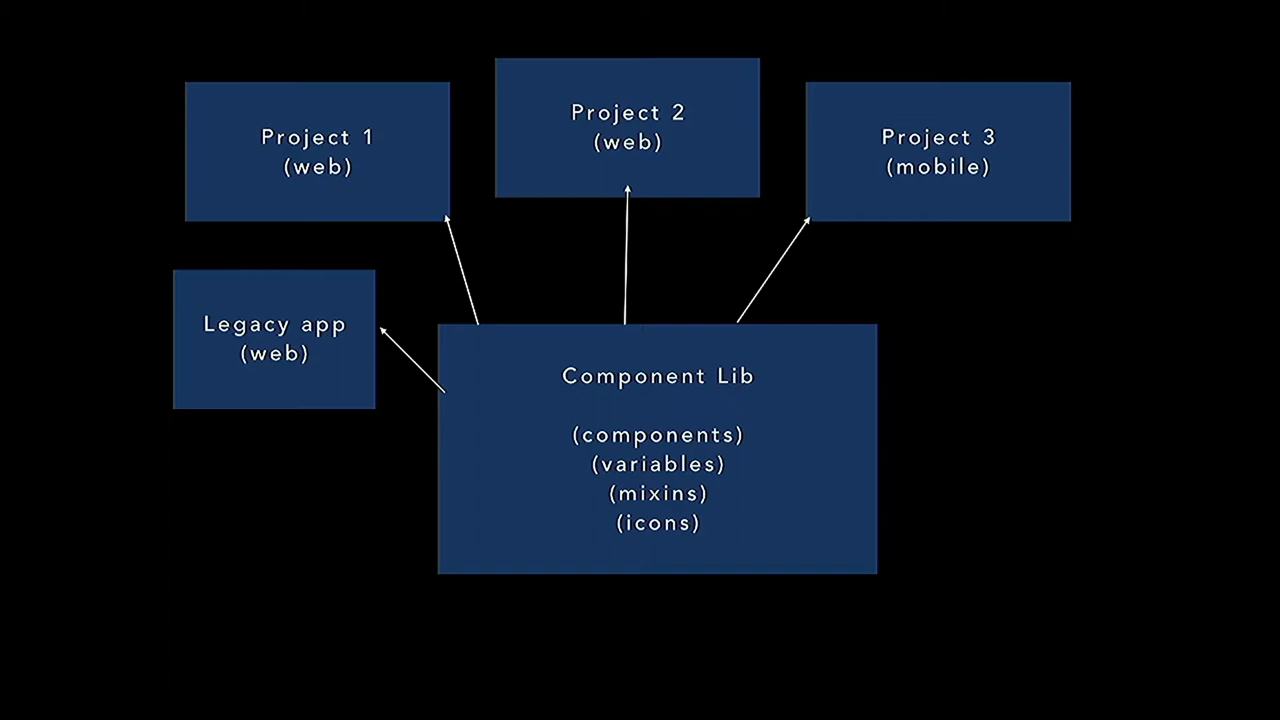 Project 1
(web)
Project 2
(web)
Project 3
(mobile)
Legacy app
(web)
Component Lib
(components)
(variables)
(mixins)
(icons)